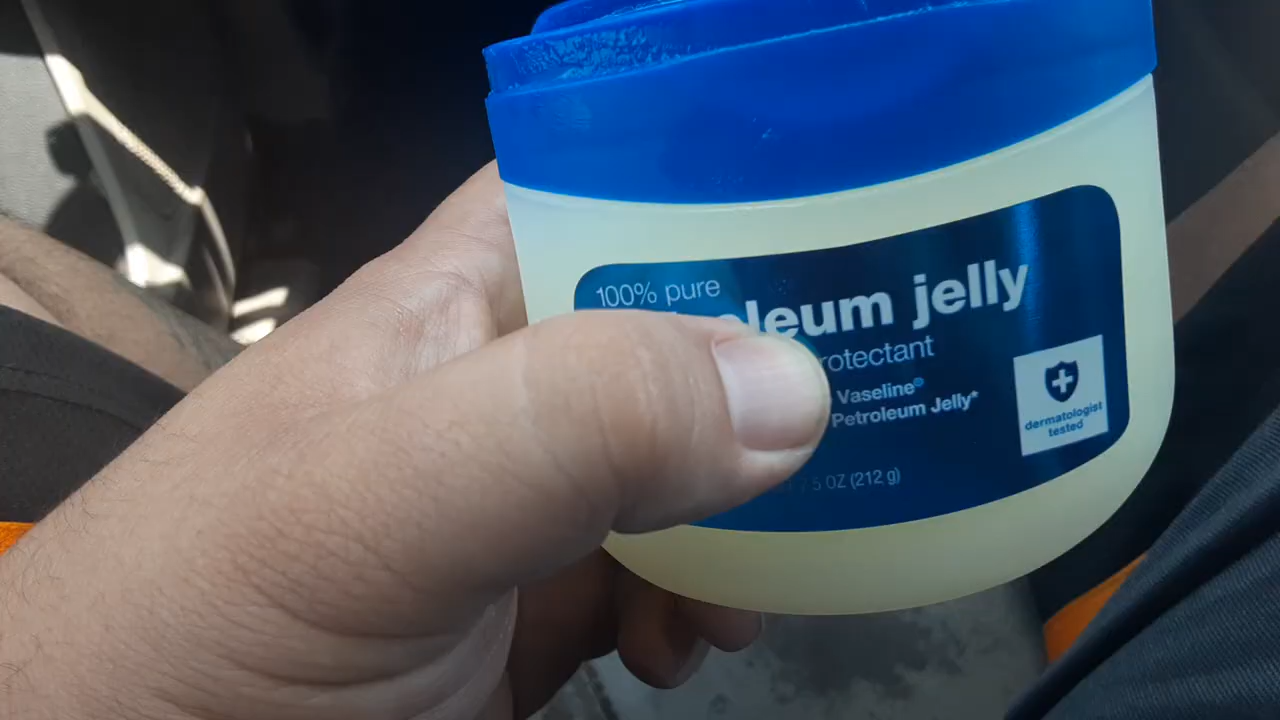 100% pure
leum jelly
rotectant
Vaseline®
Petroleum Jelly*
5 OZ (212 g)
dermatologist
tested